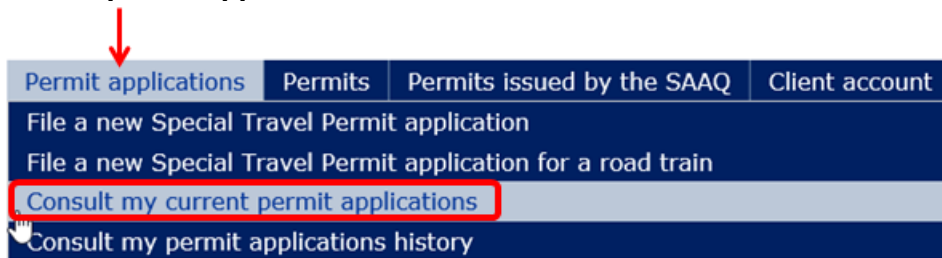 Permit applications Permits Permits issued by the SAAQ Client account
File a new Special Travel Permit application
File a new Special Travel Permit application for a road train
Consult my current permit applications
Consult my permit applications history